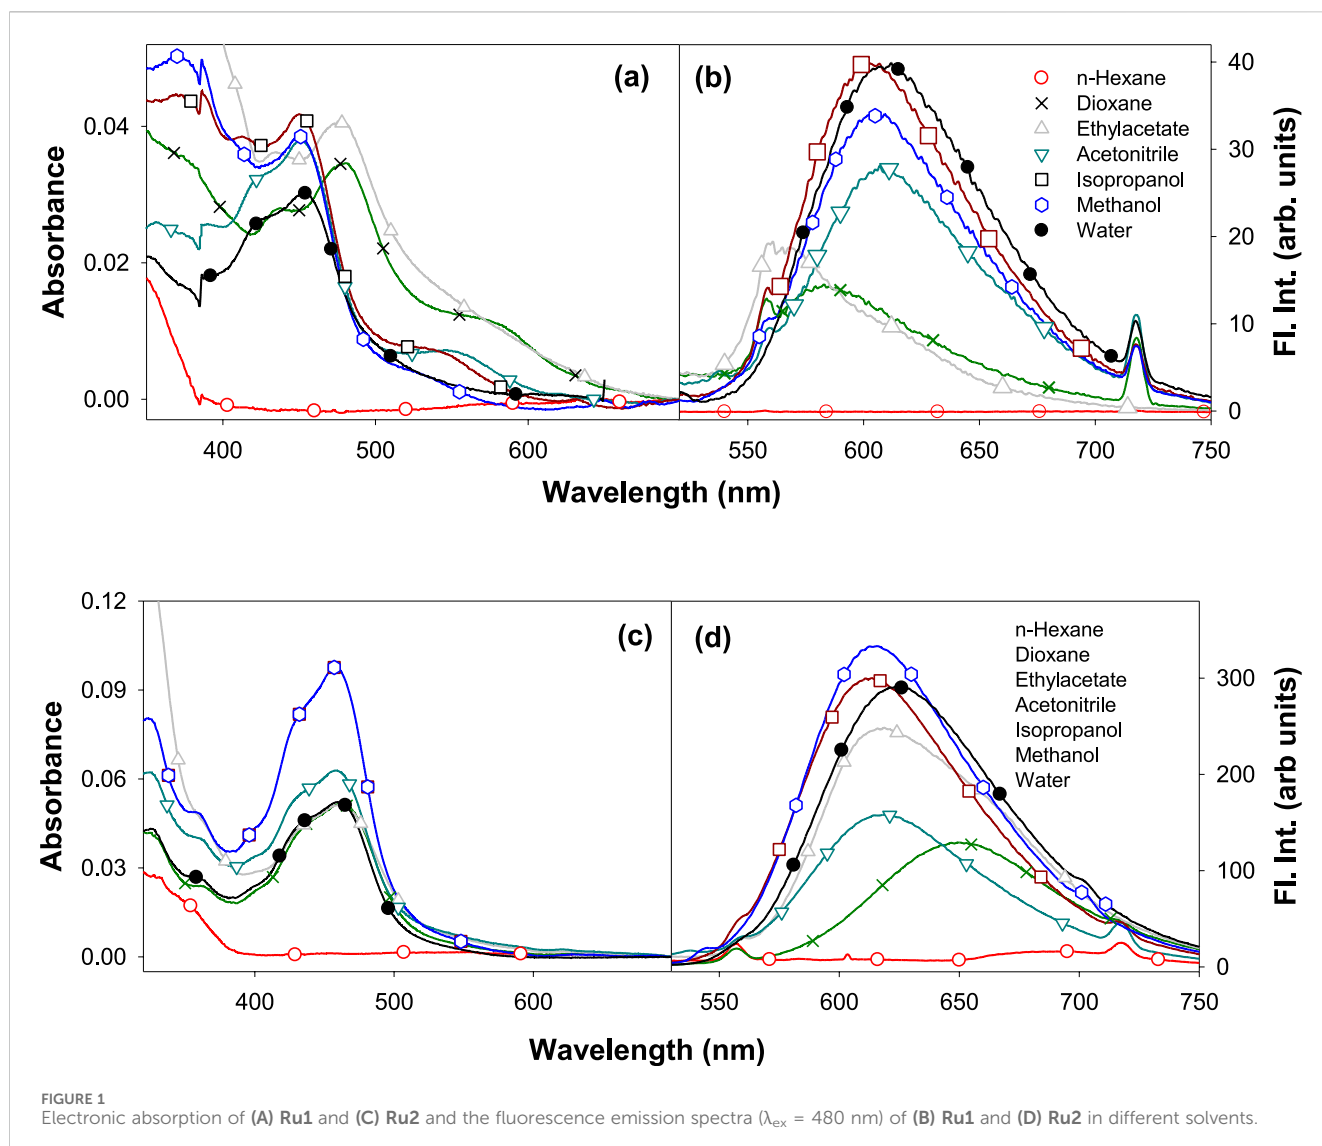 (a)
(b)
n-Hexane
Dioxane
Ethylacetate
Acetonitrile
Isopropanol
Methanol
Water
Absorbance
0.04
0.02
0.00
400
500
600
550
600
650
700
750
40
30
20
10
0
Fl. Int. (arb. units)
Wavelength (nm)
(c)
(d)
n-Hexane
Dioxane
Ethylacetate
Acetonitrile
Isopropanol
Methanol
Water
Absorbance
0.12
0.09
0.06
0.03
0.00
400
500
600
550
600
650
700
750
300
200
100
0
Fl. Int. (arb units)
Wavelength (nm)
FIGURE 1
Electronic absorption of (A) Ru1 and (C) Ru2 and the fluorescence emission spectra (λex = 480 nm) of (B) Ru1 and (D) Ru2 in different solvents.